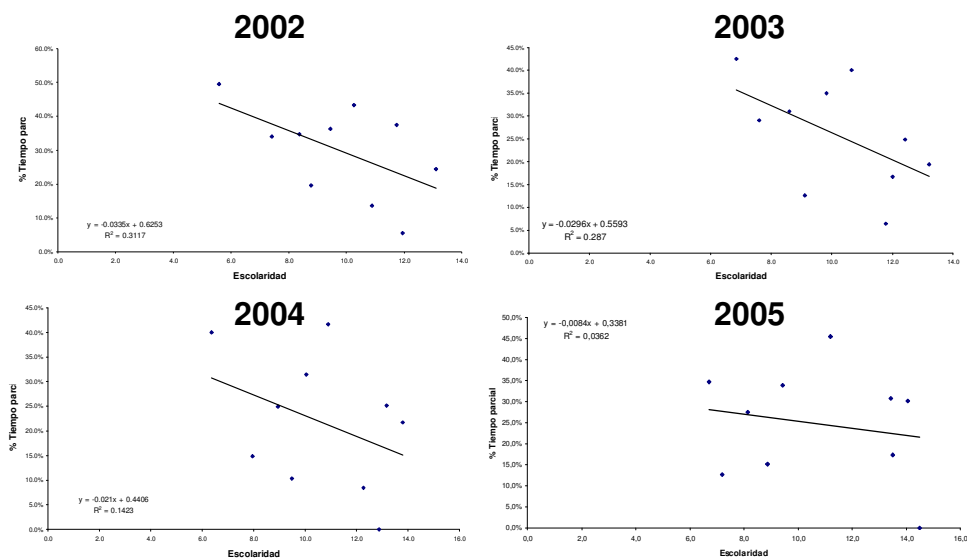 2002
60.0%
50.0%
40.0%
30.0%
20.0%
10.0%
0.0%
% Tiempo parc
y = -0.0335x + 0.6253
R² = 0.3117
0.0 2.0 4.0 6.0 8.0 10.0 12.0 14.0
Escolaridad
2003
45.0%
40.0%
35.0%
30.0%
25.0%
20.0%
15.0%
10.0%
5.0%
0.0%
% Tiempo parc
y = -0.0296x + 0.5593
R² = 0.287
0.0 2.0 4.0 6.0 8.0 10.0 12.0 14.0
Escolaridad
2004
45.0%
40.0%
35.0%
30.0%
25.0%
20.0%
15.0%
10.0%
5.0%
0.0%
% Tiempo parc
y = -0.021x + 0.4406
R² = 0.1423
0.0 2.0 4.0 6.0 8.0 10.0 12.0 14.0 16.0
Escolaridad
2005
y = -0,0084x + 0,3381
R² = 0,0362
50,0%
45,0%
40,0%
35,0%
30,0%
25,0%
20,0%
15,0%
10,0%
5,0%
0,0%
% Tiempo parcial
0,0 2,0 4,0 6,0 8,0 10,0 12,0 14,0 16,0
Escolaridad